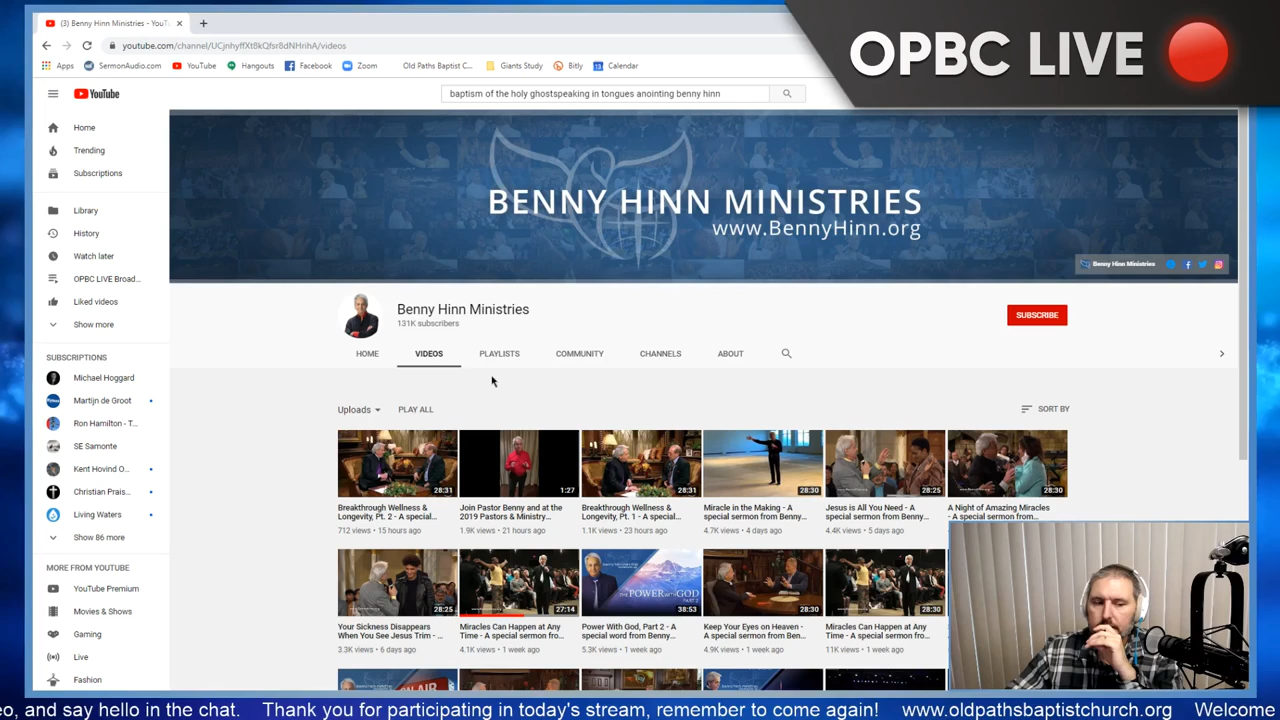 (3) Benny Hinn Ministries - YouT
OPBC LIVE
youtube.com/channel/UCjnhyffXt8kQfsr8dNHrihA/videos
Apps SermonAudio.com YouTube Hangouts Facebook Zoom Old Paths Baptist C... Giants Study Bitly Calendar
YouTube
baptism of the holy ghostspeaking in tongues anointing benny hinn
Home
Trending
Subscriptions
Library
History
Watch later
OPBC LIVE Broad...
Liked videos
Show more
SUBSCRIPTIONS
Michael Hoggard
Martijn de Groot
Ron Hamilton - T...
SE Samonte
Kent Hovind O...
Christian Prais...
Living Waters
Show 86 more
MORE FROM YOUTUBE
YouTube Premium
Movies & Shows
Gaming
Live
Fashion
BENNY HINN MINISTRIES
www.BennyHinn.org
Benny Hinn Ministries
Benny Hinn Ministries
131K subscribers
SUBSCRIBE
HOME VIDEOS PLAYLISTS COMMUNITY CHANNELS ABOUT
Uploads PLAY ALL SORT BY
28:31 1:27 28:31 28:30 28:25 28:30
Breakthrough Wellness & Longevity, Pt. 2 - A special...
712 views • 15 hours ago
Join Pastor Benny and at the 2019 Pastors & Ministry...
1.9K views • 21 hours ago
Breakthrough Wellness & Longevity, Pt. 1 - A special...
1.1K views • 23 hours ago
Miracle in the Making - A special sermon from Benny...
4.7K views • 4 days ago
Jesus is All You Need - A special sermon from Benny...
4.4K views • 5 days ago
A Night of Amazing Miracles - A special sermon from...
28:25 27:14 38:53 28:30 28:30
THE POWER WITH GOD
PART 2
Your Sickness Disappears When You See Jesus Trim - ...
3.3K views • 6 days ago
Miracles Can Happen at Any Time - A special sermon fro...
4.1K views • 1 week ago
Power With God, Part 2 - A special word from Benny...
5.3K views • 1 week ago
Keep Your Eyes on Heaven - A special sermon from Ben...
4.9K views • 1 week ago
Miracles Can Happen at Any Time - A special sermon from...
11K views • 1 week ago
ON AIR
eo, and say hello in the chat. Thank you for participating in today's stream, remember to come again! www.oldpathsbaptistchurch.org Welcome